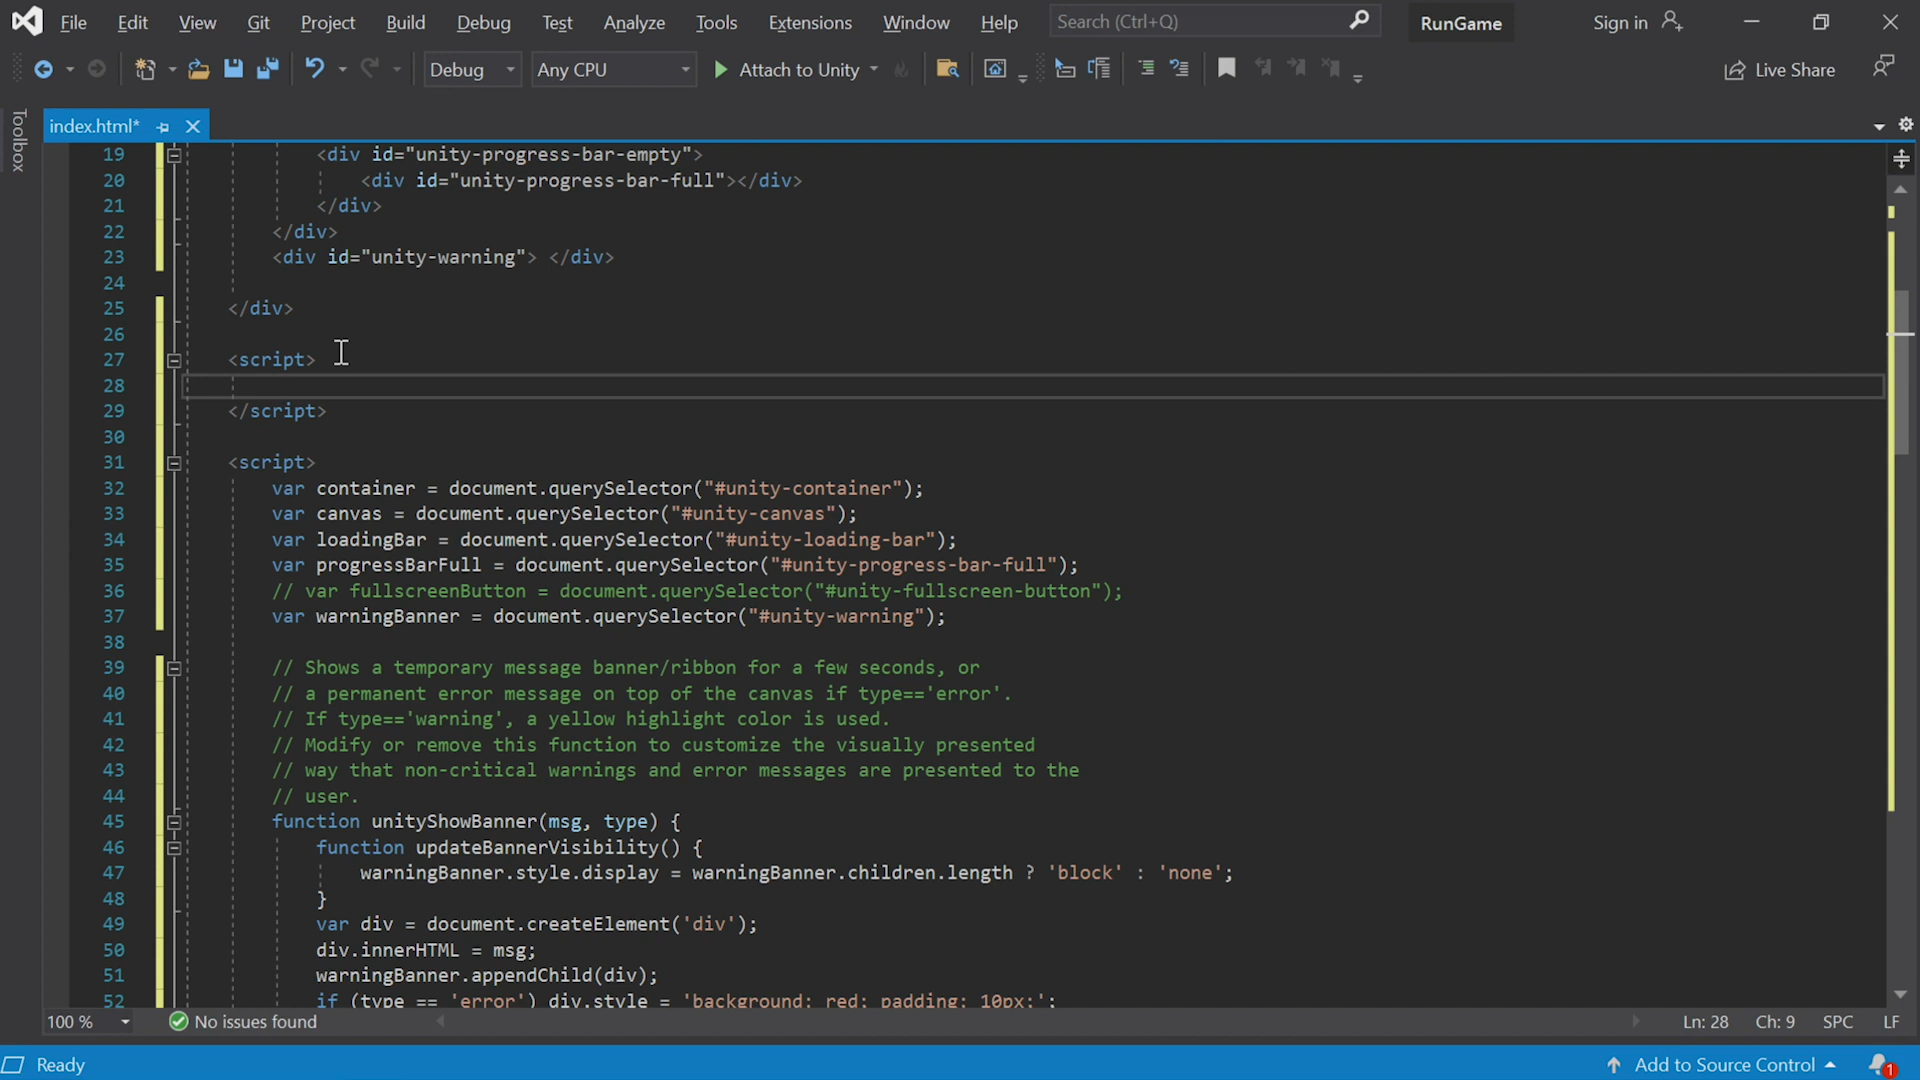 File Edit View Git Project Build Debug Test Analyze Tools Extensions Window Help Search (Ctrl+Q) RunGame Sign in
Debug Any CPU Attach to Unity Live Share
Toolbox
index.html*
19 <div id="unity-progress-bar-empty">
20 <div id="unity-progress-bar-full"></div>
21 </div>
22 </div>
23 <div id="unity-warning"> </div>
24
25 </div>
26
27 <script>
28
29 </script>
30
31 <script>
32 var container = document.querySelector("#unity-container");
33 var canvas = document.querySelector("#unity-canvas");
34 var loadingBar = document.querySelector("#unity-loading-bar");
35 var progressBarFull = document.querySelector("#unity-progress-bar-full");
36 // var fullscreenButton = document.querySelector("#unity-fullscreen-button");
37 var warningBanner = document.querySelector("#unity-warning");
38
39 // Shows a temporary message banner/ribbon for a few seconds, or
40 // a permanent error message on top of the canvas if type=='error'.
41 // If type=='warning', a yellow highlight color is used.
42 // Modify or remove this function to customize the visually presented
43 // way that non-critical warnings and error messages are presented to the
44 // user.
45 function unityShowBanner(msg, type) {
46 function updateBannerVisibility() {
47 warningBanner.style.display = warningBanner.children.length ? 'block' : 'none';
48 }
49 var div = document.createElement('div');
50 div.innerHTML = msg;
51 warningBanner.appendChild(div);
52 if (type == 'error') div.style = 'background: red; padding: 10px;';
100 % No issues found Ln: 28 Ch: 9 SPC LF
Ready Add to Source Control 1